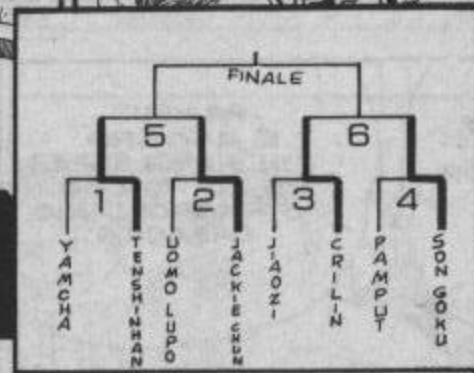 FINALE
5
6
1
2
3
4
YAMCHA
TENSHINHAN
UOMO LUPO
JACKIE CHUN
JIAOZI
CRILIN
PAMPUT
SON GOKU